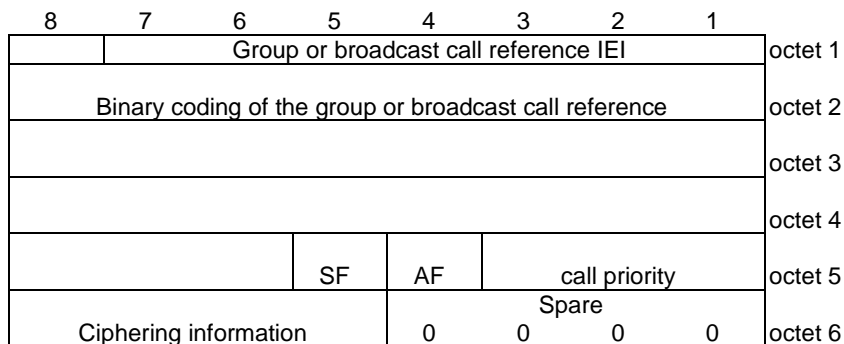 8 7 6 5 4 3 2 1
Group or broadcast call reference IEI octet 1
Binary coding of the group or broadcast call reference octet 2
octet 3
octet 4
SF AF call priority octet 5
Spare
Ciphering information 0 0 0 0 octet 6